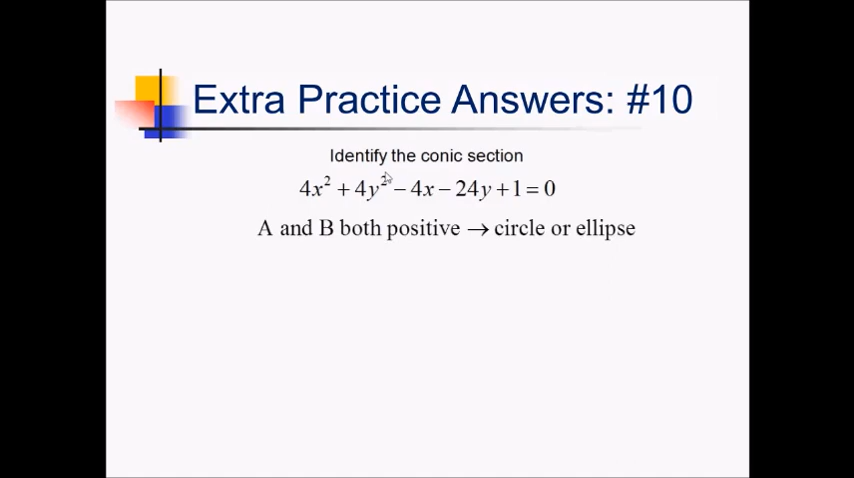 Extra Practice Answers: #10
Identify the conic section
4x² + 4y² − 4x − 24y + 1 = 0
A and B both positive → circle or ellipse